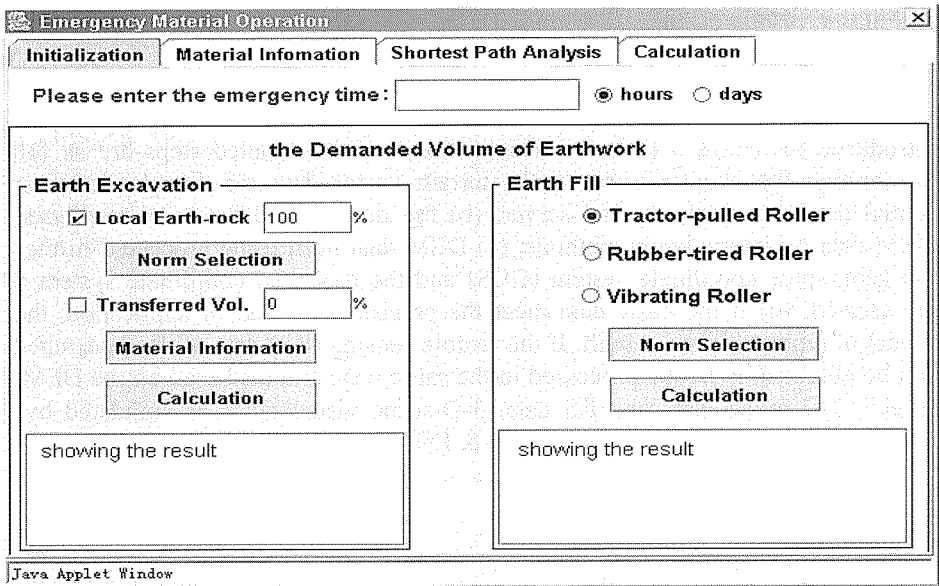 Emergency Material Operation
Initialization Material Infomation Shortest Path Analysis Calculation
Please enter the emergency time: hours days
the Demanded Volume of Earthwork
Earth Excavation
Local Earth-rock 100 %
Norm Selection
Transferred Vol. 0 %
Material Information
Calculation
showing the result
Earth Fill
Tractor-pulled Roller
Rubber-tired Roller
Vibrating Roller
Norm Selection
Calculation
showing the result
Java Applet Window